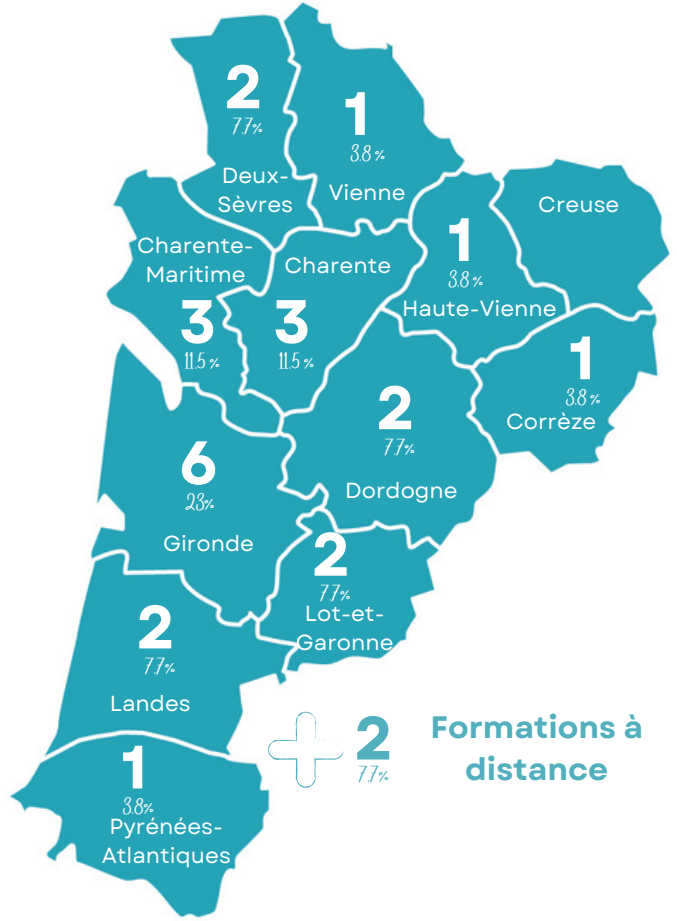 2
7.7%
Deux-
Sèvres
1
3.8%
Vienne
Creuse
Charente-
Maritime
3
11.5%
Charente
3
11.5%
1
3.8%
Haute-Vienne
1
3.8%
Corrèze
2
7.7%
Dordogne
6
23%
Gironde
2
7.7%
Lot-et-
Garonne
2
7.7%
Landes
+ 2
7.7%
Formations à
distance
1
3.8%
Pyrénées-
Atlantiques